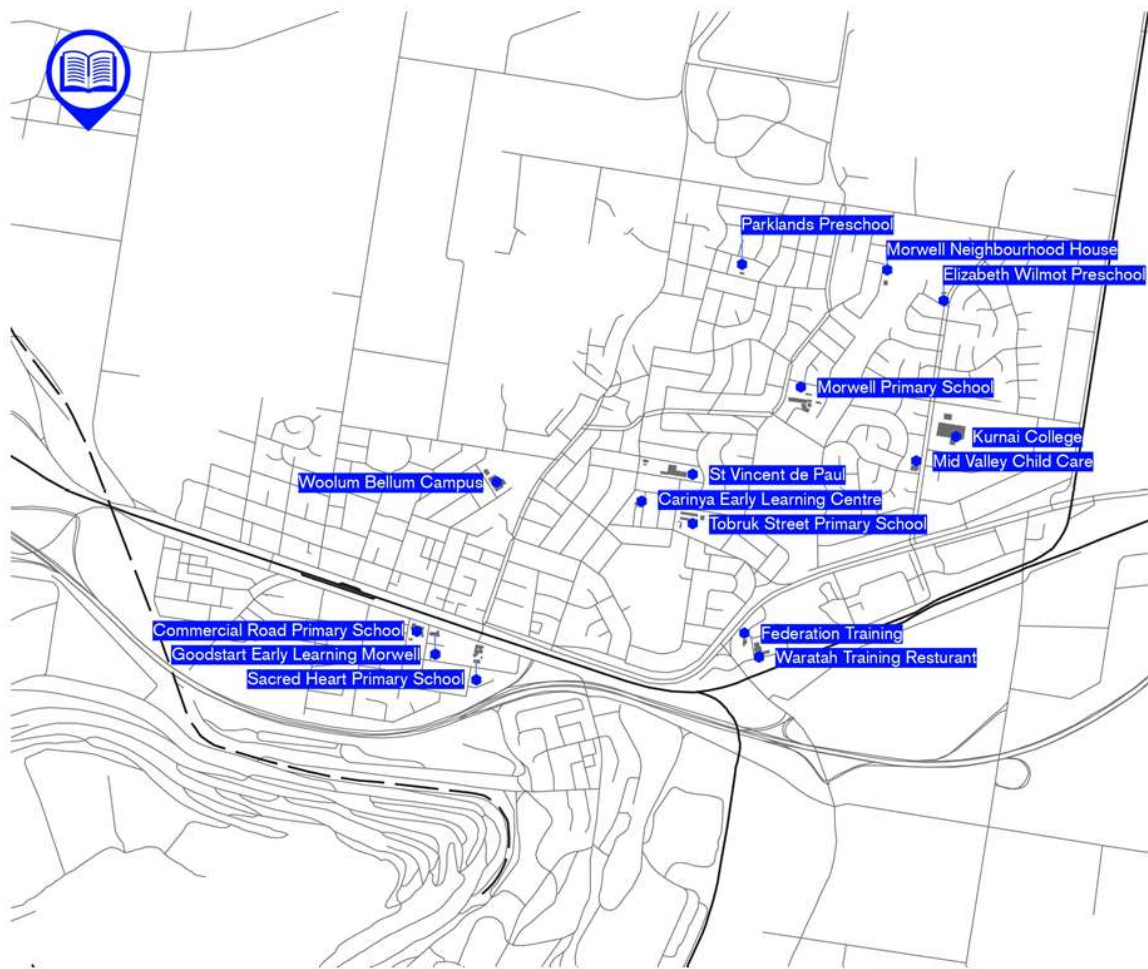 Parklands Preschool
Morwell Neighbourhood House
Elizabeth Wilmot Preschool
Morwell Primary School
Kurnai College
Mid Valley Child Care
St Vincent de Paul
Woolum Bellum Campus
Carinya Early Learning Centre
Tobruk Street Primary School
Commercial Road Primary School
Federation Training
Goodstart Early Learning Morwell
Waratah Training Resturant
Sacred Heart Primary School